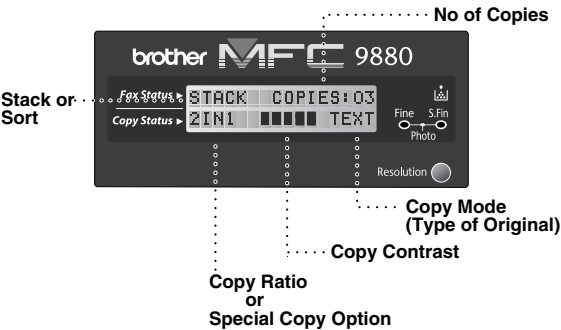 No of Copies
brother MFC 9880
Stack or
Sort
Fax Status STACK COPIES:03
Copy Status 2IN1 TEXT
Fine S.Fin
Photo
Resolution
Copy Mode
(Type of Original)
Copy Contrast
Copy Ratio
or
Special Copy Option